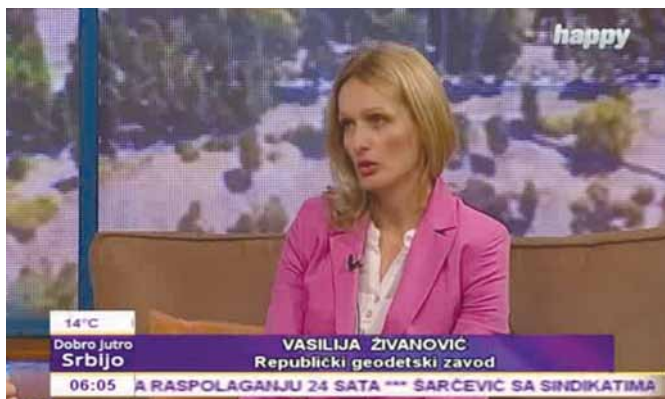 happy
14°C
Dobro Jutro
Srbijo
VASILIJA ŽIVANOVIĆ
Republički geodetski zavod
06:05
A RASPOLAGANJU 24 SATA *** ŠARČEVIĆ SA SINDIKATIMA